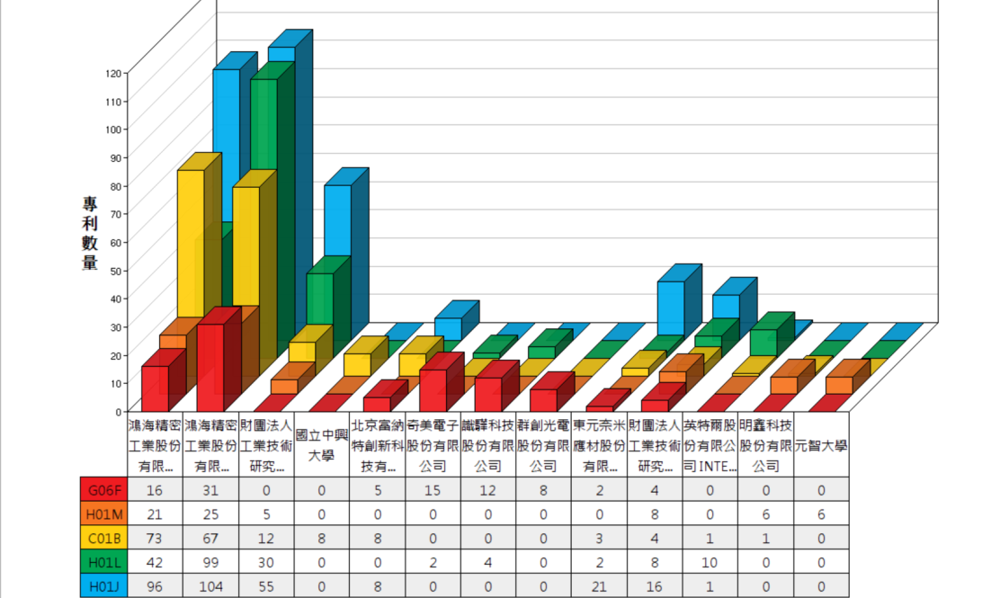 120
110
100
90
80
70
60
50
40
30
20
10
0
專利數量
鴻海精密
工業股份
有限...
鴻海精密
工業股份
有限...
財團法人
工業技術
研究...
國立中興
大學
北京富納
特創新科
技有...
奇美電子
股份有限
公司
識驊科技
股份有限
公司
群創光電
股份有限
公司
東元奈米
應材股份
有限...
財團法人
工業技術
研究...
英特爾股
份有限公
司 INTE...
明鑫科技
股份有限
公司
元智大學
G06F 16 31 0 0 5 15 12 8 2 4 0 0 0
H01M 21 25 5 0 0 0 0 0 0 8 0 6 6
C01B 73 67 12 8 8 0 0 0 3 4 1 1 0
H01L 42 99 30 0 0 2 4 0 2 8 10 0 0
H01J 96 104 55 0 8 0 0 0 21 16 1 0 0